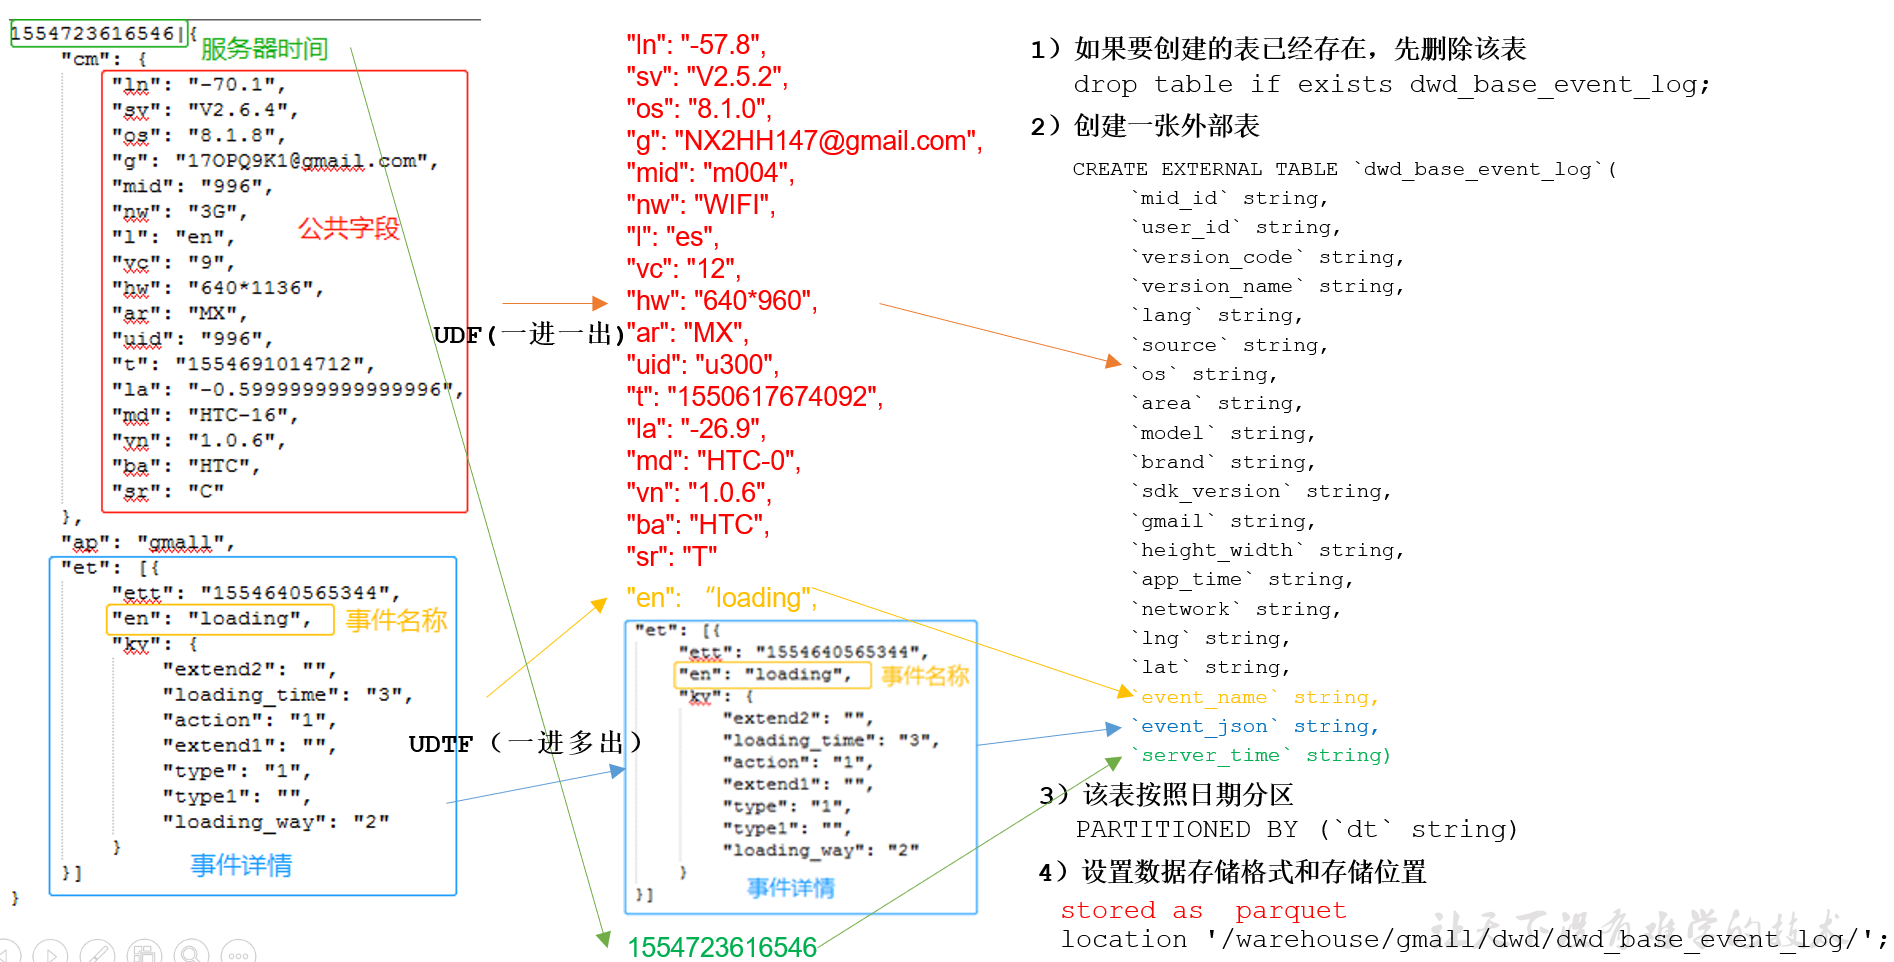 1554723616546|{
服务器时间
"cm": {
"ln": "-70.1",
"sv": "V2.6.4",
"os": "8.1.8",
"g": "17OPQ9K1@gmail.com",
"mid": "996",
"nw": "3G",
公共字段
"l": "en",
"vc": "9",
"hw": "640*1136",
"ar": "MX",
"uid": "996",
"t": "1554691014712",
"la": "-0.5999999999999996",
"md": "HTC-16",
"vn": "1.0.6",
"ba": "HTC",
"sr": "C"
},
"ap": "gmall",
"et": [{
"ett": "1554640565344",
"en": "loading",
事件名称
"kv": {
"extend2": "",
"loading_time": "3",
"action": "1",
"extend1": "",
"type": "1",
"type1": "",
"loading_way": "2"
}
事件详情
}]
}
UDF(一进一出)
UDTF（一进多出）
"ln": "-57.8",
"sv": "V2.5.2",
"os": "8.1.0",
"g": "NX2HH147@gmail.com",
"mid": "m004",
"nw": "WIFI",
"l": "es",
"vc": "12",
"hw": "640*960",
"ar": "MX",
"uid": "u300",
"t": "1550617674092",
"la": "-26.9",
"md": "HTC-0",
"vn": "1.0.6",
"ba": "HTC",
"sr": "T"
"en": “loading",
"et": [{
"ett": "1554640565344",
"en": "loading",
事件名称
"kv": {
"extend2": "",
"loading_time": "3",
"action": "1",
"extend1": "",
"type": "1",
"type1": "",
"loading_way": "2"
}
事件详情
}]
1554723616546
1）如果要创建的表已经存在，先删除该表
drop table if exists dwd_base_event_log;
2）创建一张外部表
CREATE EXTERNAL TABLE `dwd_base_event_log`(
`mid_id` string,
`user_id` string,
`version_code` string,
`version_name` string,
`lang` string,
`source` string,
`os` string,
`area` string,
`model` string,
`brand` string,
`sdk_version` string,
`gmail` string,
`height_width` string,
`app_time` string,
`network` string,
`lng` string,
`lat` string,
`event_name` string,
`event_json` string,
`server_time` string)
3）该表按照日期分区
PARTITIONED BY (`dt` string)
4）设置数据存储格式和存储位置
stored as parquet
location '/warehouse/gmall/dwd/dwd_base_event_log/';
让天下没有难学的技术